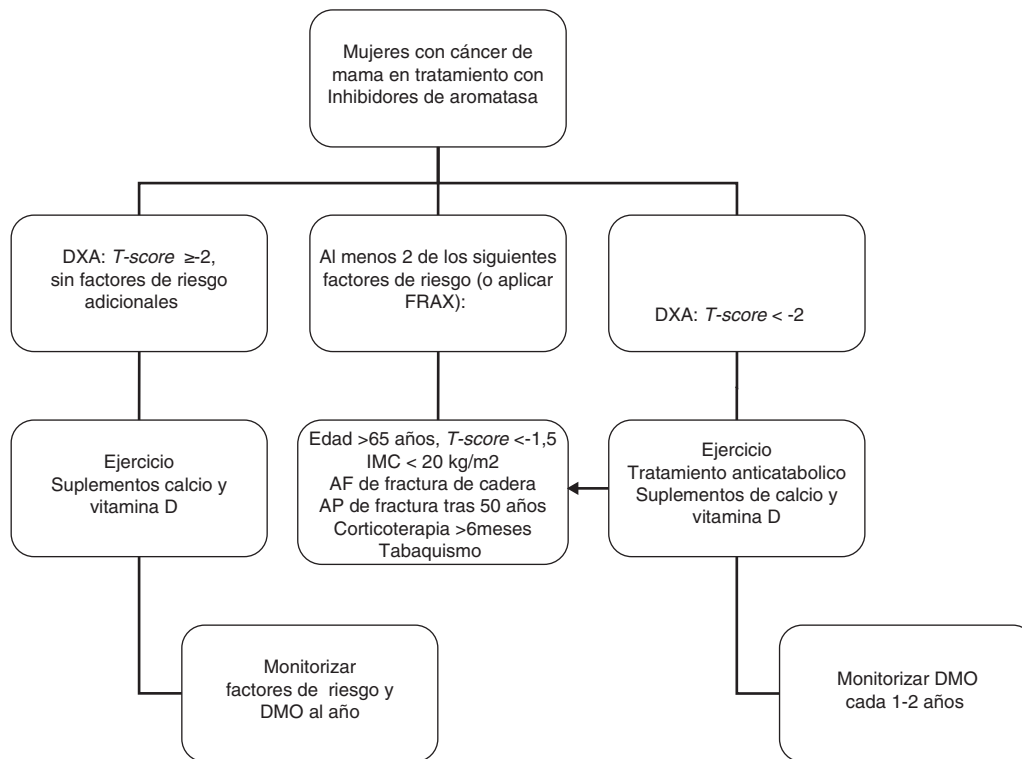 Mujeres con cáncer de
mama en tratamiento con
Inhibidores de aromatasa
DXA: T-score ≥-2,
sin factores de riesgo
adicionales
Al menos 2 de los siguientes
factores de riesgo (o aplicar
FRAX):
DXA: T-score < -2
Ejercicio
Suplementos calcio y
vitamina D
Edad >65 años, T-score <-1,5
IMC < 20 kg/m2
AF de fractura de cadera
AP de fractura tras 50 años
Corticoterapia >6meses
Tabaquismo
Ejercicio
Tratamiento anticatabolico
Suplementos de calcio y
vitamina D
Monitorizar
factores de riesgo y
DMO al año
Monitorizar DMO
cada 1-2 años